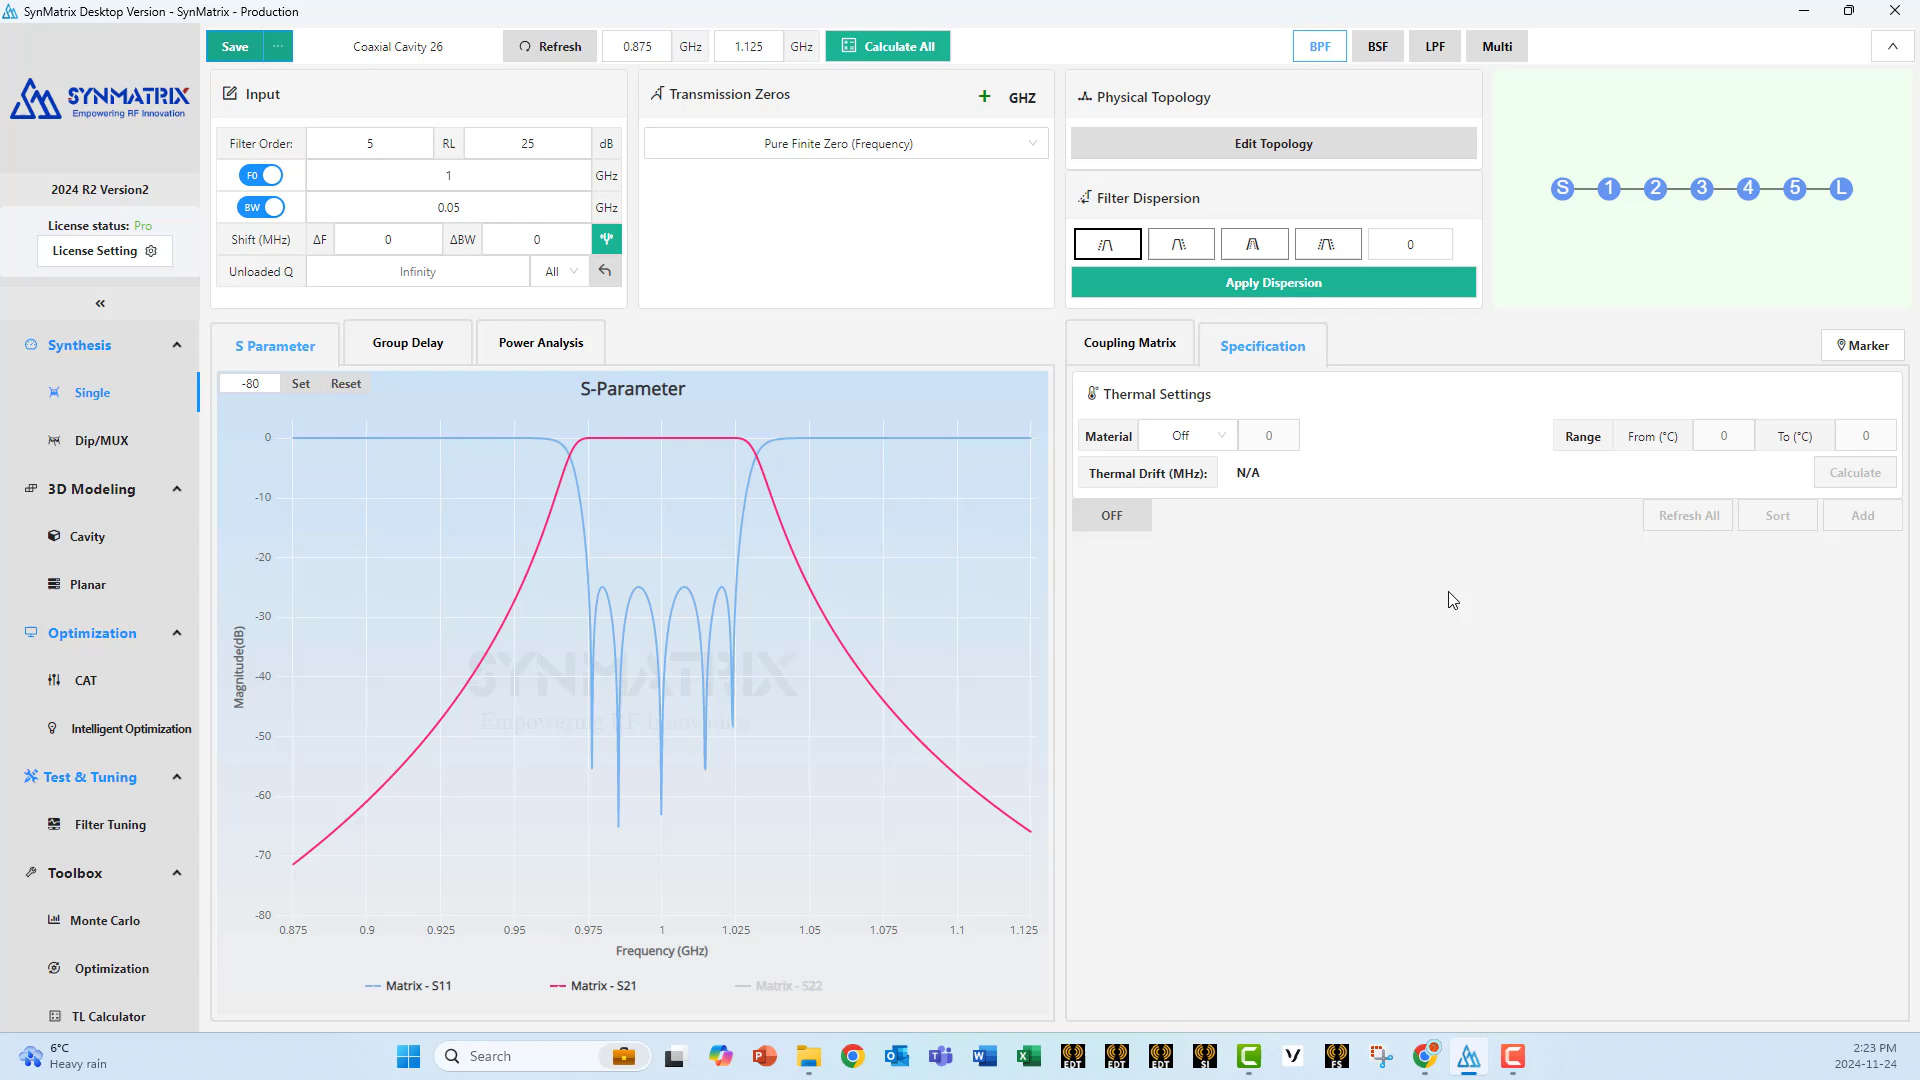 SynMatrix Desktop Version - SynMatrix - Production
Save ... Coaxial Cavity 26 Refresh 0.875 GHz 1.125 GHz Calculate All BPF BSF LPF Multi
SYNMATRIX
Empowering RF Innovation
2024 R2 Version2
License status: Pro
License Setting
Synthesis
Single
Dip/MUX
3D Modeling
Cavity
Planar
Optimization
CAT
Intelligent Optimization
Test & Tuning
Filter Tuning
Toolbox
Monte Carlo
Optimization
TL Calculator
Input
Filter Order: 5 RL 25 dB
F0 1 GHz
BW 0.05 GHz
Shift (MHz) ΔF 0 ΔBW 0
Unloaded Q Infinity All
Transmission Zeros + GHZ
Pure Finite Zero (Frequency)
Physical Topology
Edit Topology
Filter Dispersion
0
Apply Dispersion
S 1 2 3 4 5 L
S Parameter Group Delay Power Analysis
-80 Set Reset
S-Parameter
0
-10
-20
-30
-40
-50
-60
-70
-80
Magnitude(dB)
SYNMATRIX
Empowering RF Innovation
0.875 0.9 0.925 0.95 0.975 1 1.025 1.05 1.075 1.1 1.125
Frequency (GHz)
Matrix - S11 Matrix - S21 Matrix - S22
Coupling Matrix Specification Marker
Thermal Settings
Material Off 0 Range From (°C) 0 To (°C) 0
Thermal Drift (MHz): N/A Calculate
OFF Refresh All Sort Add
6°C
Heavy rain
Search
EDT EDT EDT SI FS
2:23 PM
2024-11-24